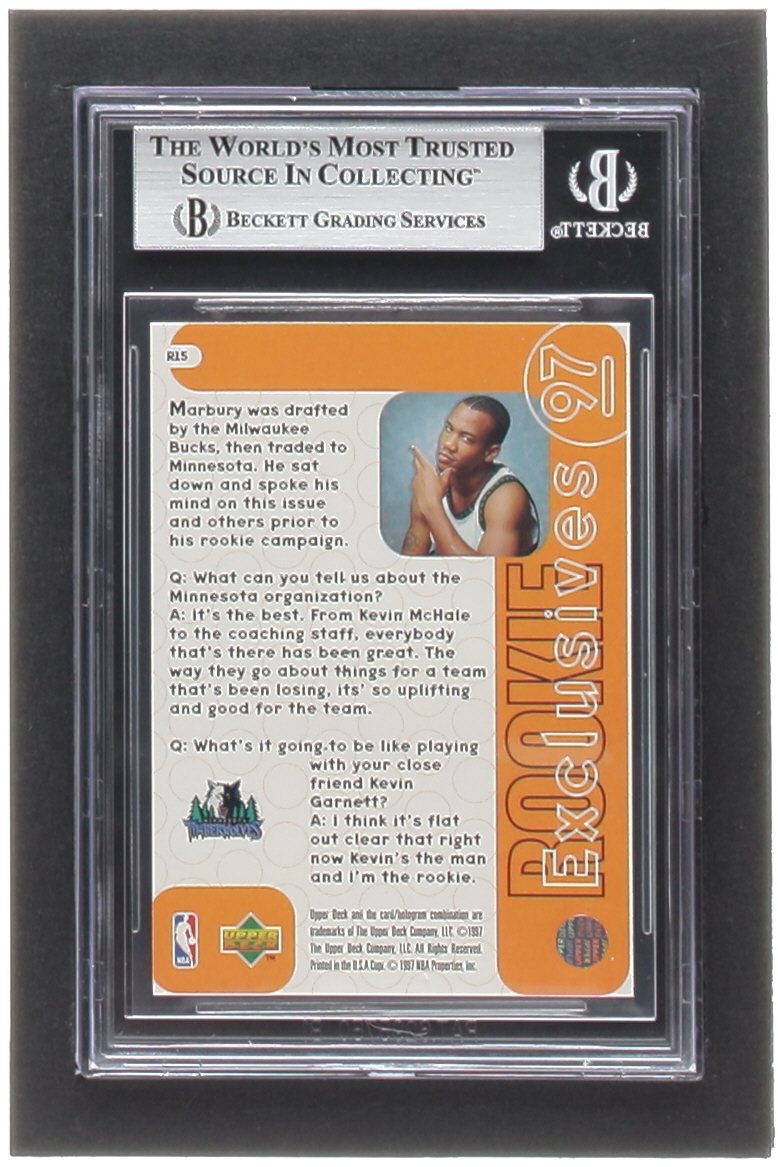 THE WORLD'S MOST TRUSTED
SOURCE IN COLLECTING™
B BECKETT GRADING SERVICES
B
BECKETT®
R15
97
ROOKIE
Exclusives
Marbury was drafted
by the Milwaukee
Bucks, then traded to
Minnesota. He sat
down and spoke his
mind on this issue
and others prior to
his rookie campaign.
Q: What can you tell us about the
Minnesota organization?
A: It's the best. From Kevin McHale
to the coaching staff, everybody
that's there has been great. The
way they go about things for a team
that's been losing, its' so uplifting
and good for the team.
Q: What's it going to be like playing
with your close
friend Kevin
Garnett?
A: I think it's flat
out clear that right
now Kevin's the man
and I'm the rookie.
TIMBERWOLVES
NBA
UPPER
DECK
™
Upper Deck and the card/hologram combination are
trademarks of The Upper Deck Company, LLC. ©1997
The Upper Deck Company, LLC. All Rights Reserved.
Printed in the U.S.A Copr. © 1997 NBA Properties, Inc.